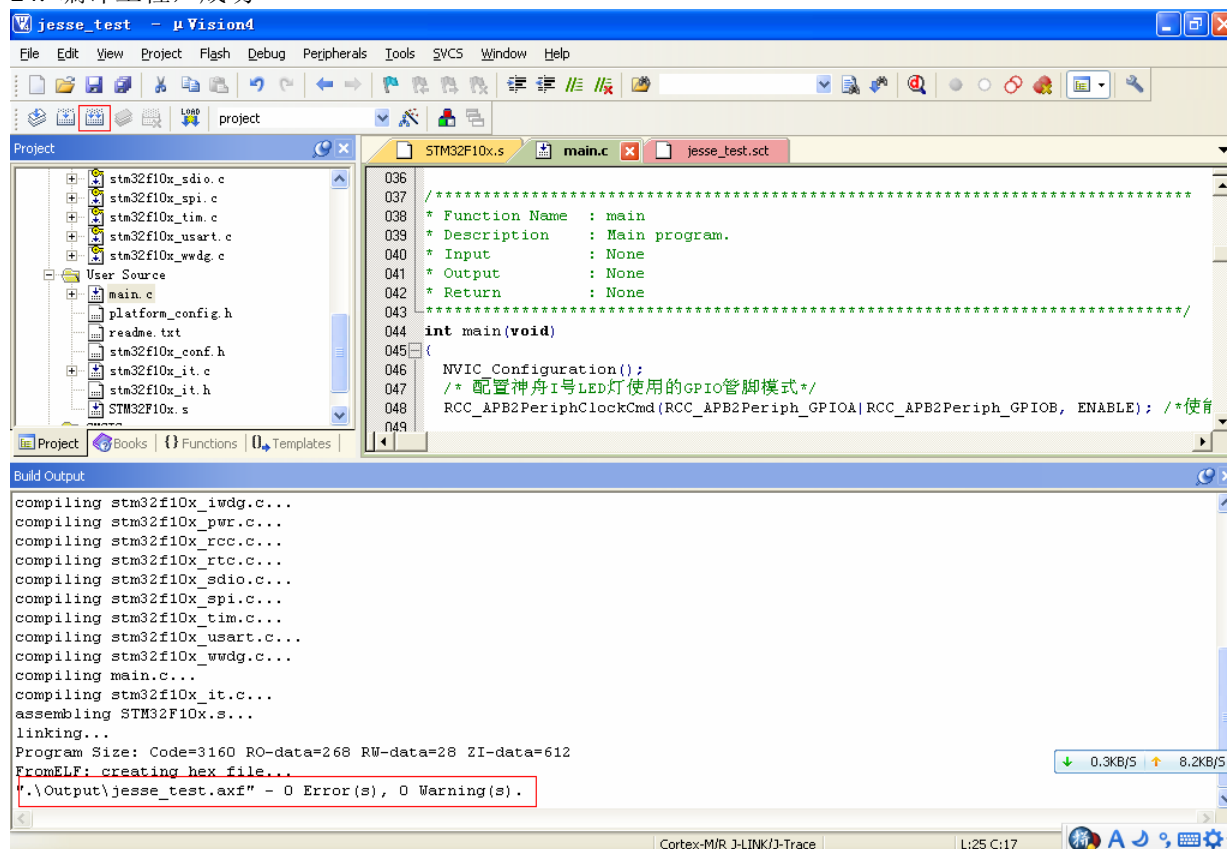 jesse_test - μVision4
File Edit View Project Flash Debug Peripherals Tools SVCS Window Help
LOAD project
Project
stm32f10x_sdio.c
stm32f10x_spi.c
stm32f10x_tim.c
stm32f10x_usart.c
stm32f10x_wwdg.c
User Source
main.c
platform_config.h
readme.txt
stm32f10x_conf.h
stm32f10x_it.c
stm32f10x_it.h
STM32F10x.s
Project Books Functions Templates
STM32F10x.s main.c jesse_test.sct
036
037 /*******************************************************************************
038 * Function Name : main
039 * Description : Main program.
040 * Input : None
041 * Output : None
042 * Return : None
043 *******************************************************************************/
044 int main(void)
045 {
046 NVIC_Configuration();
047 /* 配置神舟I号LED灯使用的GPIO管脚模式*/
048 RCC_APB2PeriphClockCmd(RCC_APB2Periph_GPIOA|RCC_APB2Periph_GPIOB, ENABLE); /*使能
049
Build Output
compiling stm32f10x_iwdg.c...
compiling stm32f10x_pwr.c...
compiling stm32f10x_rcc.c...
compiling stm32f10x_rtc.c...
compiling stm32f10x_sdio.c...
compiling stm32f10x_spi.c...
compiling stm32f10x_tim.c...
compiling stm32f10x_usart.c...
compiling stm32f10x_wwdg.c...
compiling main.c...
compiling stm32f10x_it.c...
assembling STM32F10x.s...
linking...
Program Size: Code=3160 RO-data=268 RW-data=28 ZI-data=612
FromELF: creating hex file...
".\Output\jesse_test.axf" - 0 Error(s), 0 Warning(s).
0.3KB/S 8.2KB/S
Cortex-M/R J-LINK/J-Trace L:25 C:17
拼 A